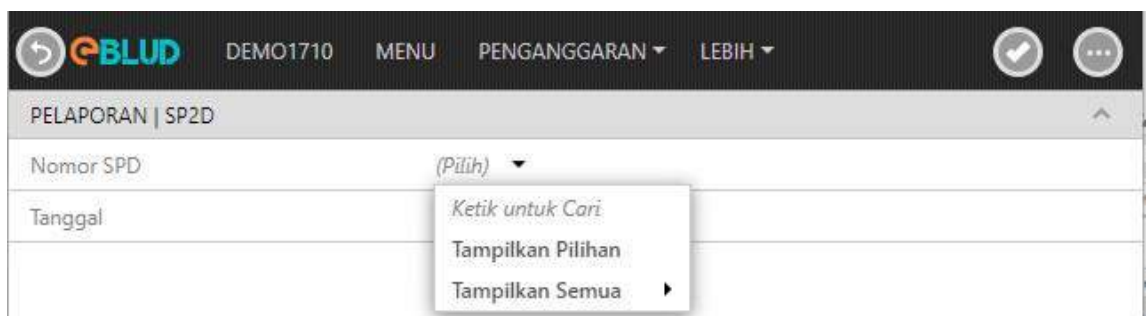 eBLUD DEMO1710 MENU PENGANGGARAN LEBIH
PELAPORAN | SP2D
Nomor SPD (Pilih)
Ketik untuk Cari
Tanggal
Tampilkan Pilihan
Tampilkan Semua